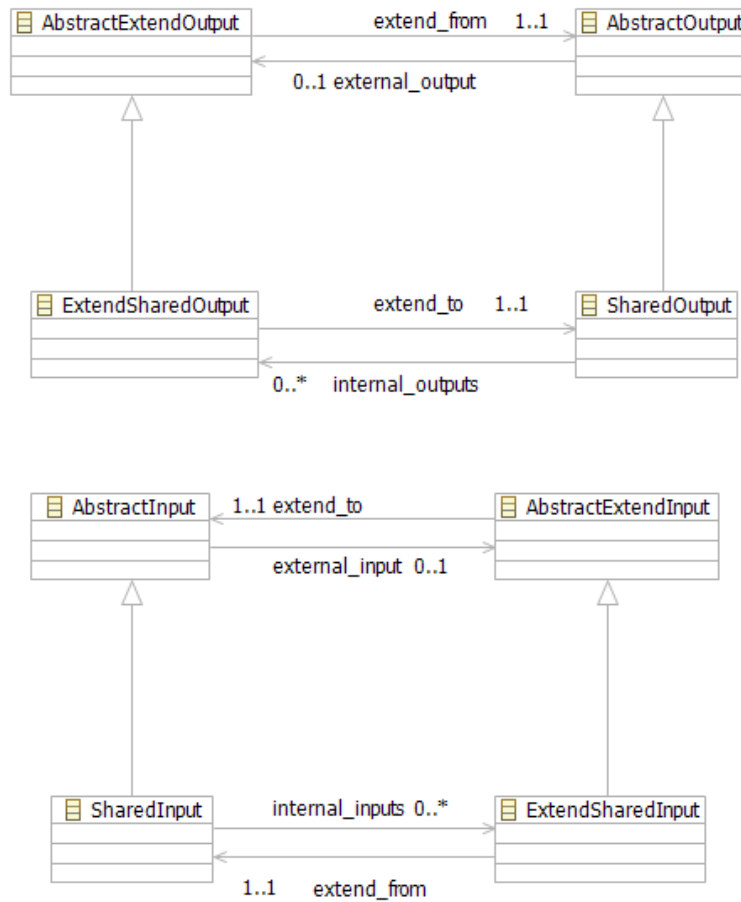 AbstractExtendOutput extend_from 1..1 AbstractOutput
0..1 external_output
ExtendSharedOutput extend_to 1..1 SharedOutput
0..* internal_outputs
AbstractInput 1..1 extend_to AbstractExtendInput
external_input 0..1
SharedInput internal_inputs 0..* ExtendSharedInput
1..1 extend_from